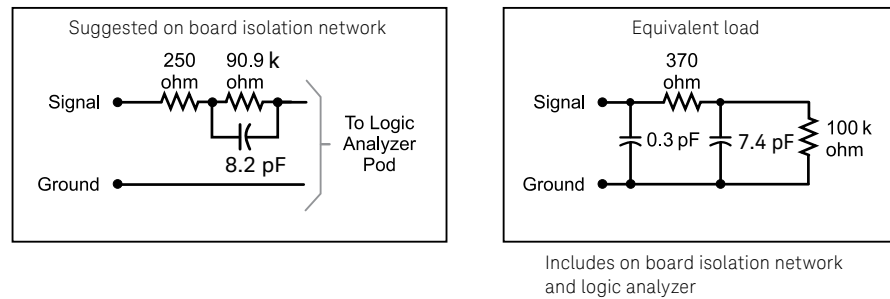 Suggested on board isolation network
250
ohm
90.9 k
ohm
Signal
8.2 pF
Ground
To Logic
Analyzer
Pod
Equivalent load
370
ohm
Signal
0.3 pF
7.4 pF
100 k
ohm
Ground
Includes on board isolation network
and logic analyzer